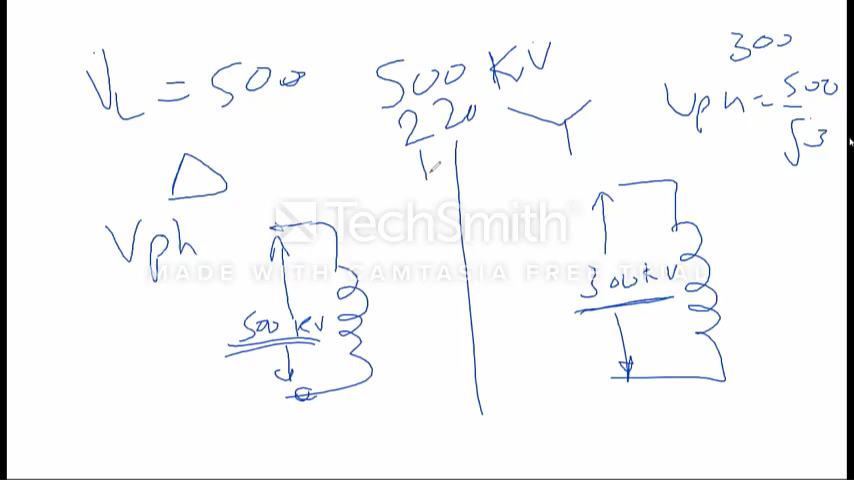 300
V_L = 500
500 KV
Vph = 500/√3
220
Δ
Y
Vph
TechSmith®
MADE WITH CAMTASIA FREE TRIAL
300 KV
500 KV